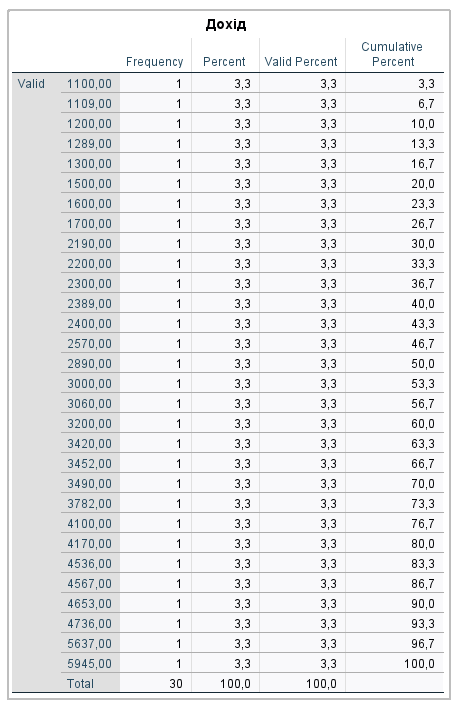 Дохід
Frequency Percent Valid Percent Cumulative Percent
Valid 1100,00 1 3,3 3,3 3,3
1109,00 1 3,3 3,3 6,7
1200,00 1 3,3 3,3 10,0
1289,00 1 3,3 3,3 13,3
1300,00 1 3,3 3,3 16,7
1500,00 1 3,3 3,3 20,0
1600,00 1 3,3 3,3 23,3
1700,00 1 3,3 3,3 26,7
2190,00 1 3,3 3,3 30,0
2200,00 1 3,3 3,3 33,3
2300,00 1 3,3 3,3 36,7
2389,00 1 3,3 3,3 40,0
2400,00 1 3,3 3,3 43,3
2570,00 1 3,3 3,3 46,7
2890,00 1 3,3 3,3 50,0
3000,00 1 3,3 3,3 53,3
3060,00 1 3,3 3,3 56,7
3200,00 1 3,3 3,3 60,0
3420,00 1 3,3 3,3 63,3
3452,00 1 3,3 3,3 66,7
3490,00 1 3,3 3,3 70,0
3782,00 1 3,3 3,3 73,3
4100,00 1 3,3 3,3 76,7
4170,00 1 3,3 3,3 80,0
4536,00 1 3,3 3,3 83,3
4567,00 1 3,3 3,3 86,7
4653,00 1 3,3 3,3 90,0
4736,00 1 3,3 3,3 93,3
5637,00 1 3,3 3,3 96,7
5945,00 1 3,3 3,3 100,0
Total 30 100,0 100,0